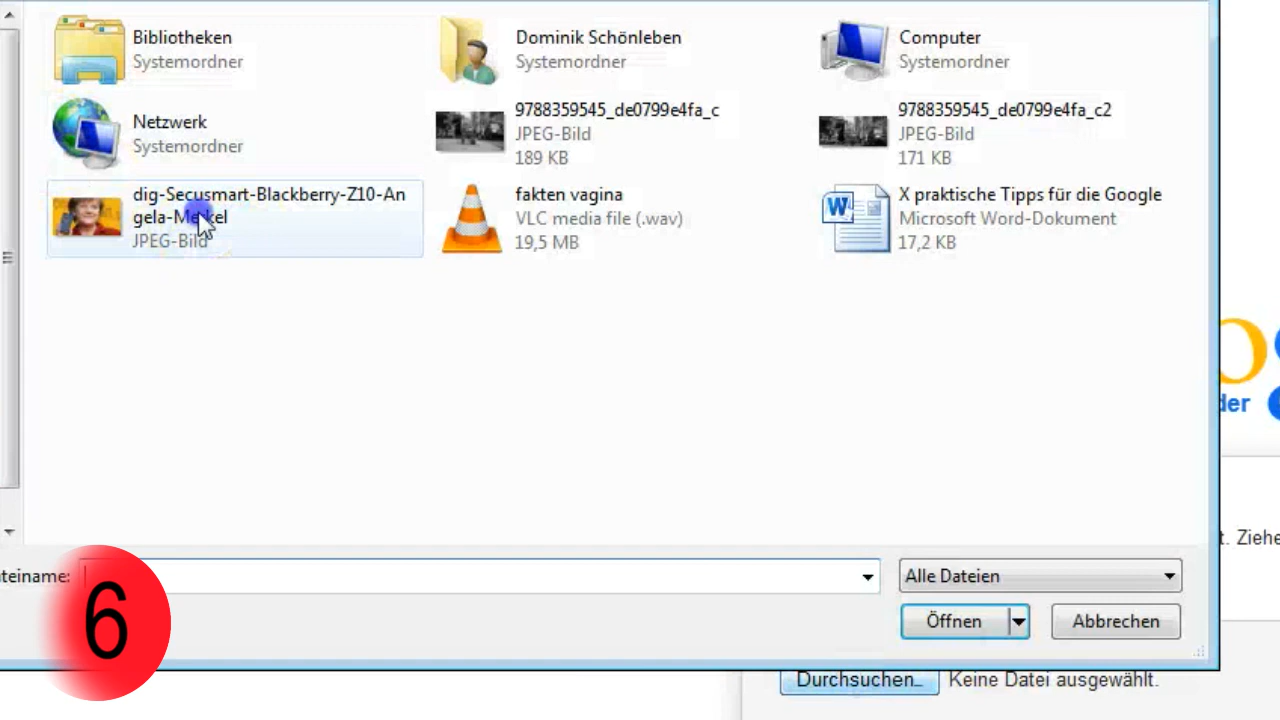 Bibliotheken
Systemordner
Dominik Schönleben
Systemordner
Computer
Systemordner
Netzwerk
Systemordner
9788359545_de0799e4fa_c
JPEG-Bild
189 KB
9788359545_de0799e4fa_c2
JPEG-Bild
171 KB
dig-Secusmart-Blackberry-Z10-An
gela-Merkel
JPEG-Bild
fakten vagina
VLC media file (.wav)
19,5 MB
X praktische Tipps für die Google
Microsoft Word-Dokument
17,2 KB
der
t. Ziehe
teiname:
Alle Dateien
Öffnen
Abbrechen
6
Durchsuchen...
Keine Datei ausgewählt.